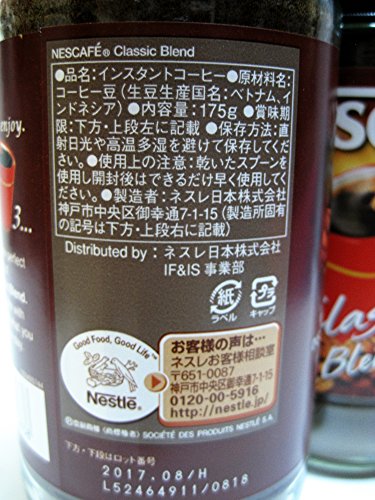 NESCAFÉ® Classic Blend
●品名:インスタントコーヒー●原材料名:
コーヒー豆(生豆生産国名:ベトナム、イ
ンドネシア)●内容量:175g●賞味期
限:下方・上段左に記載●保存方法:直
射日光や高温多湿を避けて保存してくだ
さい。●使用上の注意:乾いたスプーンを
使用し開封後はできるだけ早く使用してく
ださい。●製造者:ネスレ日本株式会社
神戸市中央区御幸通7-1-15(製造所固有
の記号は下方・上段右に記載)
Distributed by : ネスレ日本株式会社
IF&IS 事業部
紙
ラベル
プラ
キャップ
Good Food, Good Life™
Nestlé®
お客様の声は…
ネスレお客様相談室
〒651-0087
神戸市中央区御幸通7-1-15
0120-00-5916
http://nestle.jp/
SOCIÉTÉ DES PRODUITS NESTLÉ S.A.
下方・下段はロット番号
2017.08/H
L52464911/0818
enjoy.
3...
perfect